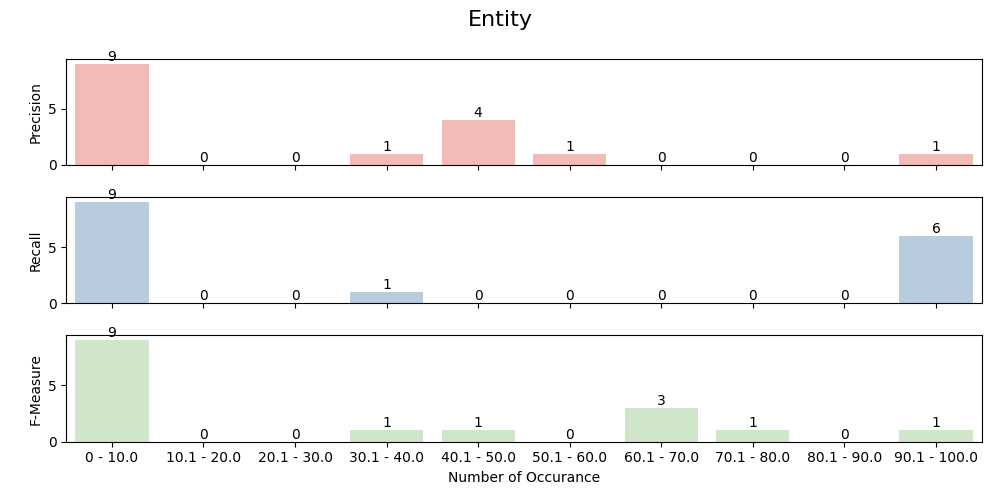 Entity
Precision
5
0
9 0 0 1 4 1 0 0 0 1
Recall
5
0
9 0 0 1 0 0 0 0 0 6
F-Measure
5
0
9 0 0 1 1 0 3 1 0 1
0 - 10.0 10.1 - 20.0 20.1 - 30.0 30.1 - 40.0 40.1 - 50.0 50.1 - 60.0 60.1 - 70.0 70.1 - 80.0 80.1 - 90.0 90.1 - 100.0
Number of Occurance